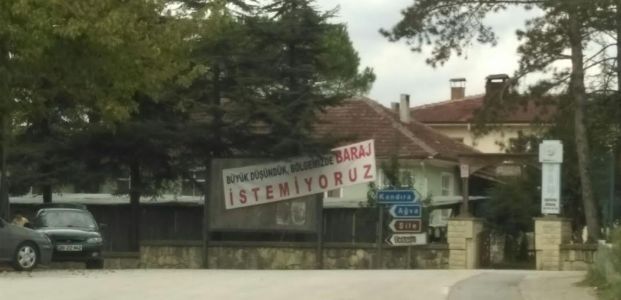 BÜYÜK DÜŞÜNDÜK, BÖLGEMİZDE BARAJ
İSTEMİYORUZ
Kandıra
Ağva
Şile